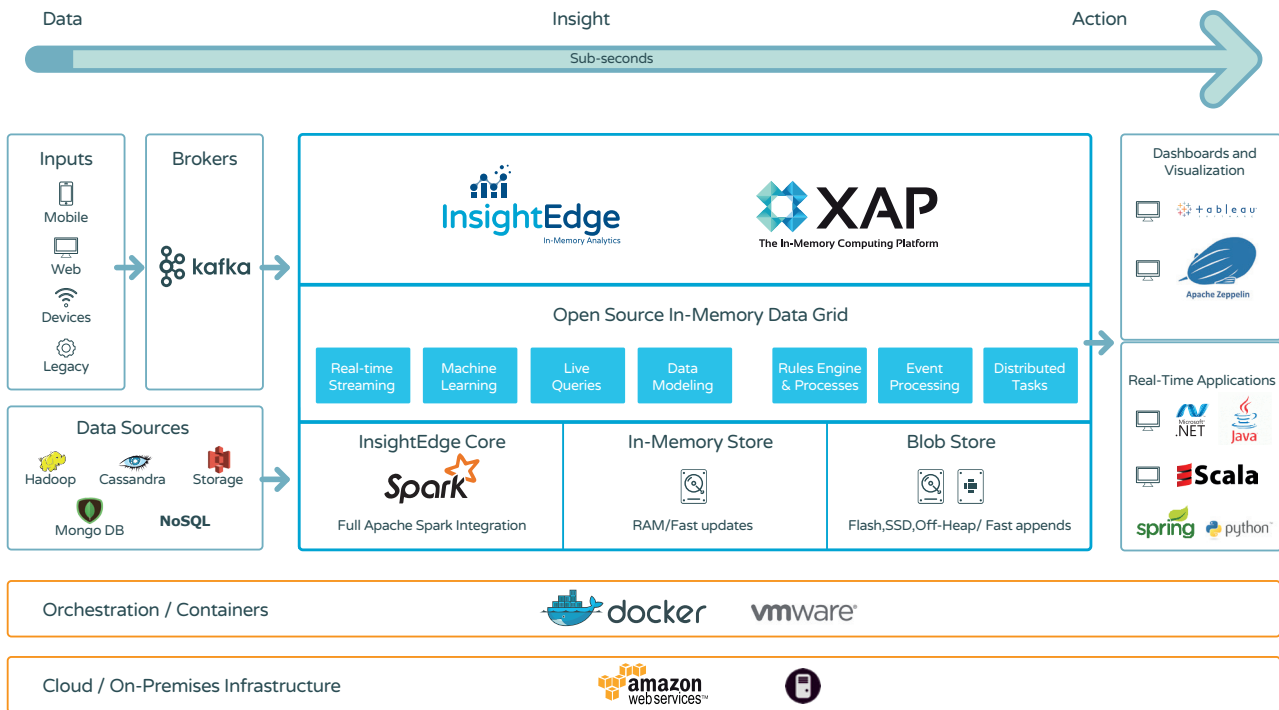 Data
Insight
Action
Sub-seconds
Inputs
Mobile
Web
Devices
Legacy
Brokers
kafka
Data Sources
Hadoop
Cassandra
Storage
Mongo DB
NoSQL
InsightEdge
In-Memory Analytics
XAP
The In-Memory Computing Platform
Open Source In-Memory Data Grid
Real-time
Streaming
Machine
Learning
Live
Queries
Data
Modeling
Rules Engine
& Processes
Event
Processing
Distributed
Tasks
InsightEdge Core
Spark
Full Apache Spark Integration
In-Memory Store
RAM/Fast updates
Blob Store
Flash,SSD,Off-Heap/ Fast appends
Dashboards and
Visualization
+ableau
Apache Zeppelin
Real-Time Applications
Microsoft
.NET
Java
Scala
spring
python
Orchestration / Containers
docker
vmware®
Cloud / On-Premises Infrastructure
amazon
webservices™